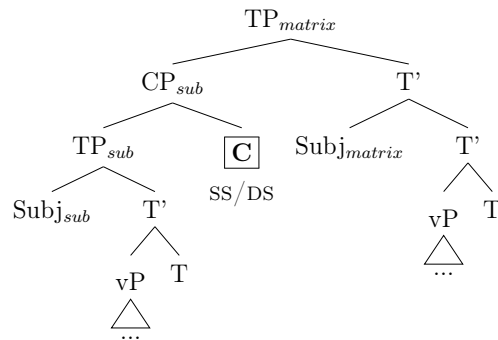 TP_matrix
CP_sub T’
TP_sub C Subj_matrix T’
SS/DS
Subj_sub T’ vP T
...
vP T
...